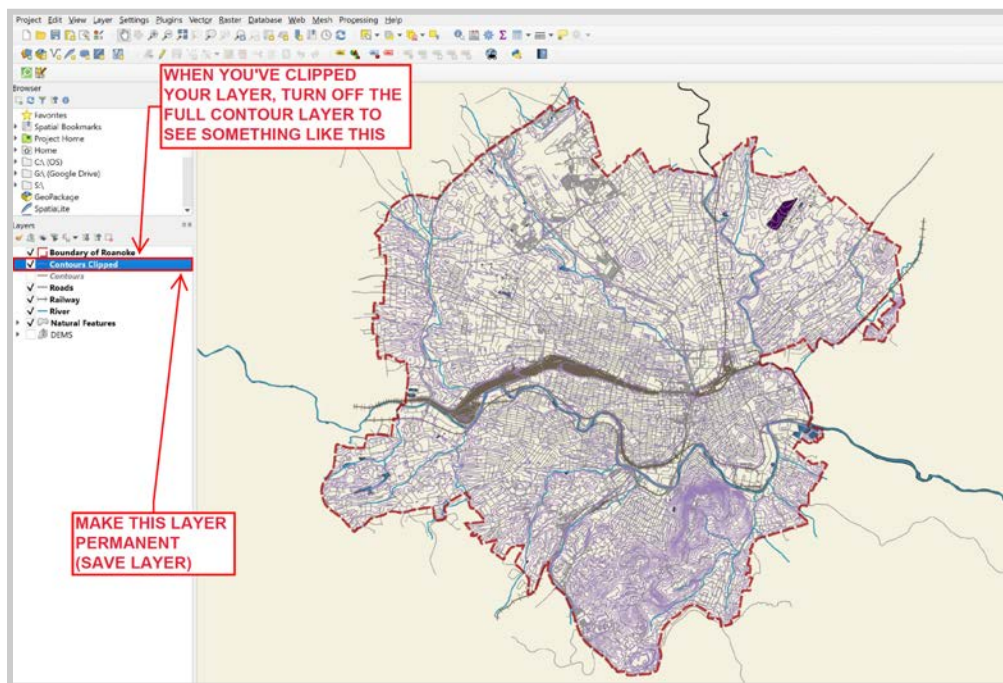 Project Edit View Layer Settings Plugins Vector Raster Database Web Mesh Processing Help
WHEN YOU'VE CLIPPED
YOUR LAYER, TURN OFF THE
FULL CONTOUR LAYER TO
SEE SOMETHING LIKE THIS
Browser
Favorites
Spatial Bookmarks
Project Home
Home
C:\ (OS)
G:\ (Google Drive)
S:\
GeoPackage
SpatiaLite
Layers
Boundary of Roanoke
Contours Clipped
Contours
Roads
Railway
River
Natural Features
DEMS
MAKE THIS LAYER
PERMANENT
(SAVE LAYER)